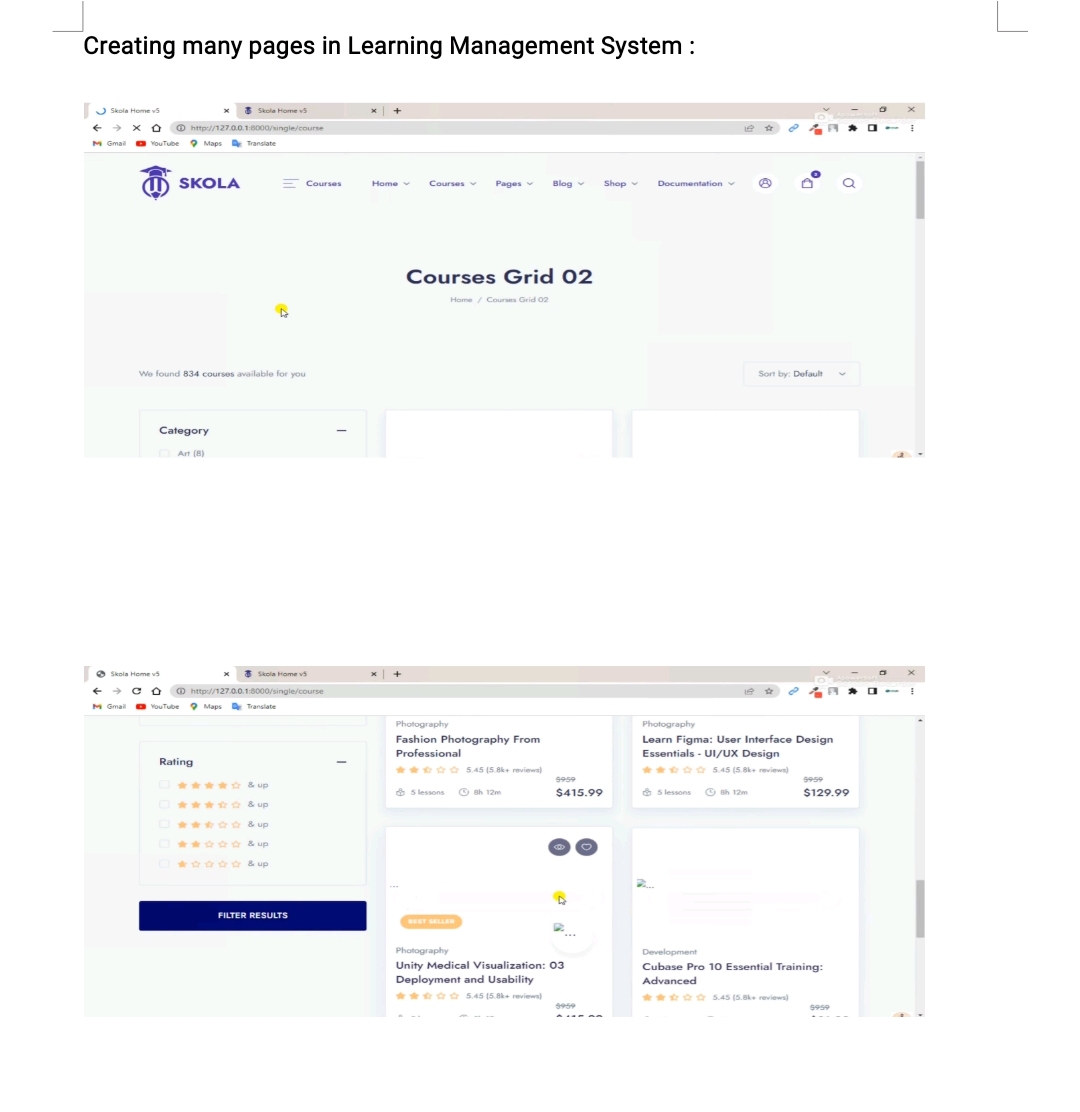 Creating many pages in Learning Management System :
Skola Home v5
Skola Home v5
http://127.0.0.1:8000/single/course
Gmail YouTube Maps Translate
SKOLA Courses Home Courses Pages Blog Shop Documentation
Courses Grid 02
Home / Courses Grid 02
We found 834 courses available for you
Sort by: Default
Category
Art (8)
Skola Home v5
Skola Home v5
http://127.0.0.1:8000/single/course
Gmail YouTube Maps Translate
Rating
& up
& up
& up
& up
& up
FILTER RESULTS
Photography
Fashion Photography From
Professional
5.45 (5.8k+ reviews)
$959
5 lessons 8h 12m $415.99
Photography
Learn Figma: User Interface Design
Essentials - UI/UX Design
5.45 (5.8k+ reviews)
$959
5 lessons 8h 12m $129.99
...
BEST SELLER
...
Photography
Unity Medical Visualization: 03
Deployment and Usability
5.45 (5.8k+ reviews)
$959
...
Development
Cubase Pro 10 Essential Training:
Advanced
5.45 (5.8k+ reviews)
$959